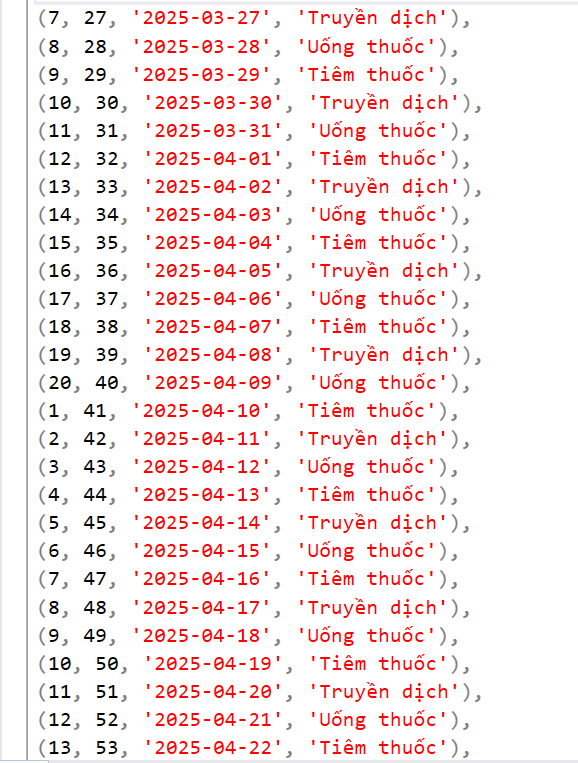 (7, 27, '2025-03-27', 'Truyền dịch'),
(8, 28, '2025-03-28', 'Uống thuốc'),
(9, 29, '2025-03-29', 'Tiêm thuốc'),
(10, 30, '2025-03-30', 'Truyền dịch'),
(11, 31, '2025-03-31', 'Uống thuốc'),
(12, 32, '2025-04-01', 'Tiêm thuốc'),
(13, 33, '2025-04-02', 'Truyền dịch'),
(14, 34, '2025-04-03', 'Uống thuốc'),
(15, 35, '2025-04-04', 'Tiêm thuốc'),
(16, 36, '2025-04-05', 'Truyền dịch'),
(17, 37, '2025-04-06', 'Uống thuốc'),
(18, 38, '2025-04-07', 'Tiêm thuốc'),
(19, 39, '2025-04-08', 'Truyền dịch'),
(20, 40, '2025-04-09', 'Uống thuốc'),
(1, 41, '2025-04-10', 'Tiêm thuốc'),
(2, 42, '2025-04-11', 'Truyền dịch'),
(3, 43, '2025-04-12', 'Uống thuốc'),
(4, 44, '2025-04-13', 'Tiêm thuốc'),
(5, 45, '2025-04-14', 'Truyền dịch'),
(6, 46, '2025-04-15', 'Uống thuốc'),
(7, 47, '2025-04-16', 'Tiêm thuốc'),
(8, 48, '2025-04-17', 'Truyền dịch'),
(9, 49, '2025-04-18', 'Uống thuốc'),
(10, 50, '2025-04-19', 'Tiêm thuốc'),
(11, 51, '2025-04-20', 'Truyền dịch'),
(12, 52, '2025-04-21', 'Uống thuốc'),
(13, 53, '2025-04-22', 'Tiêm thuốc'),